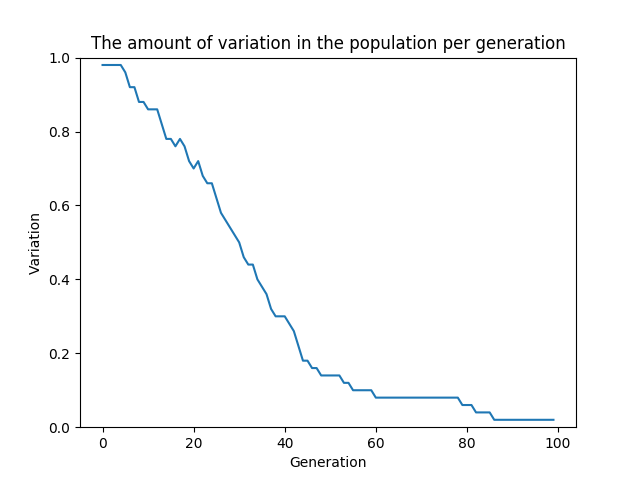 The amount of variation in the population per generation
1.0
0.8
0.6
0.4
0.2
0.0
Variation
0 20 40 60 80 100
Generation